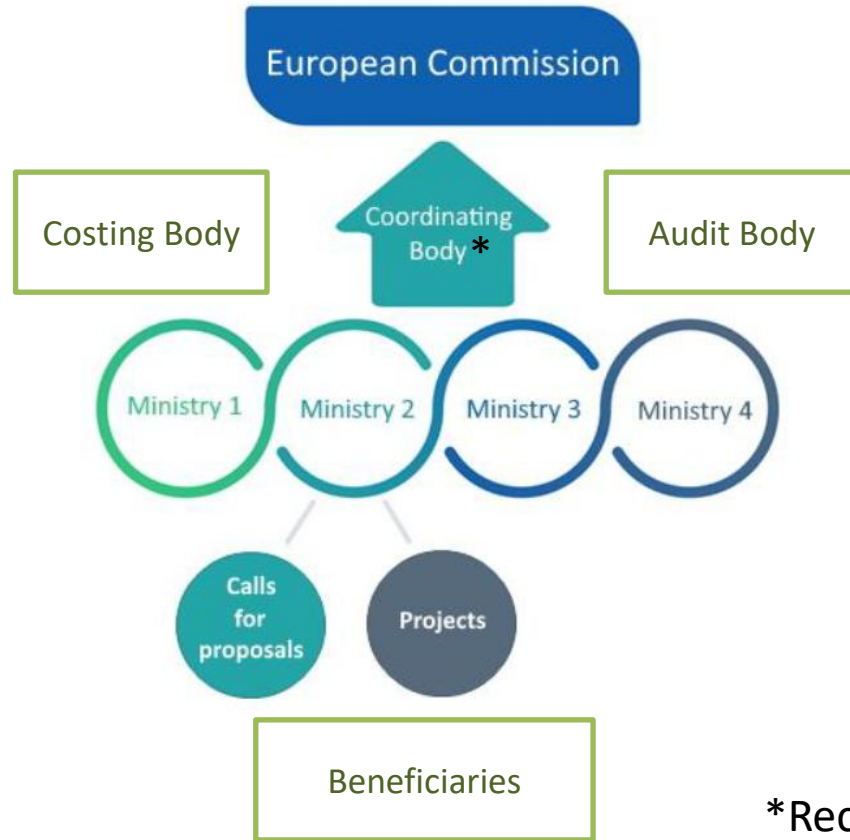 European Commission
Costing Body
Coordinating
Body *
Audit Body
Ministry 1
Ministry 2
Ministry 3
Ministry 4
Calls
for
proposals
Projects
Beneficiaries